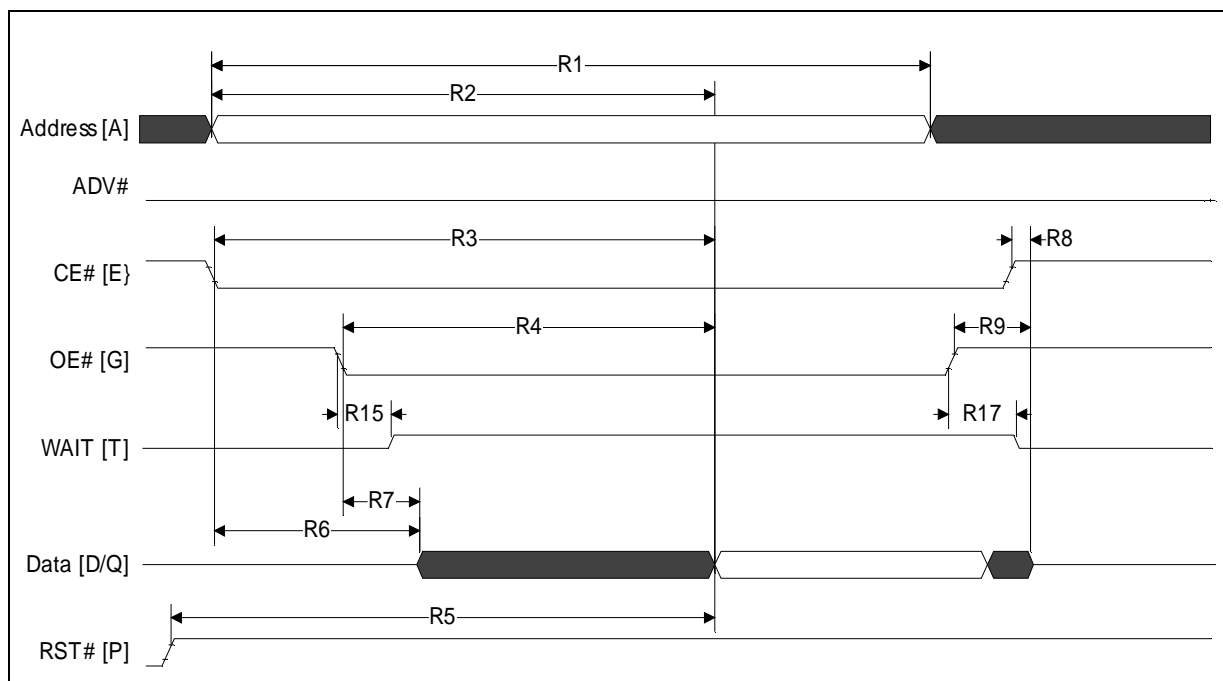 R1
R2
Address [A]
ADV#
R3
R8
CE# [E}
R4
R9
OE# [G]
R15
R17
WAIT [T]
R7
R6
Data [D/Q]
R5
RST# [P]